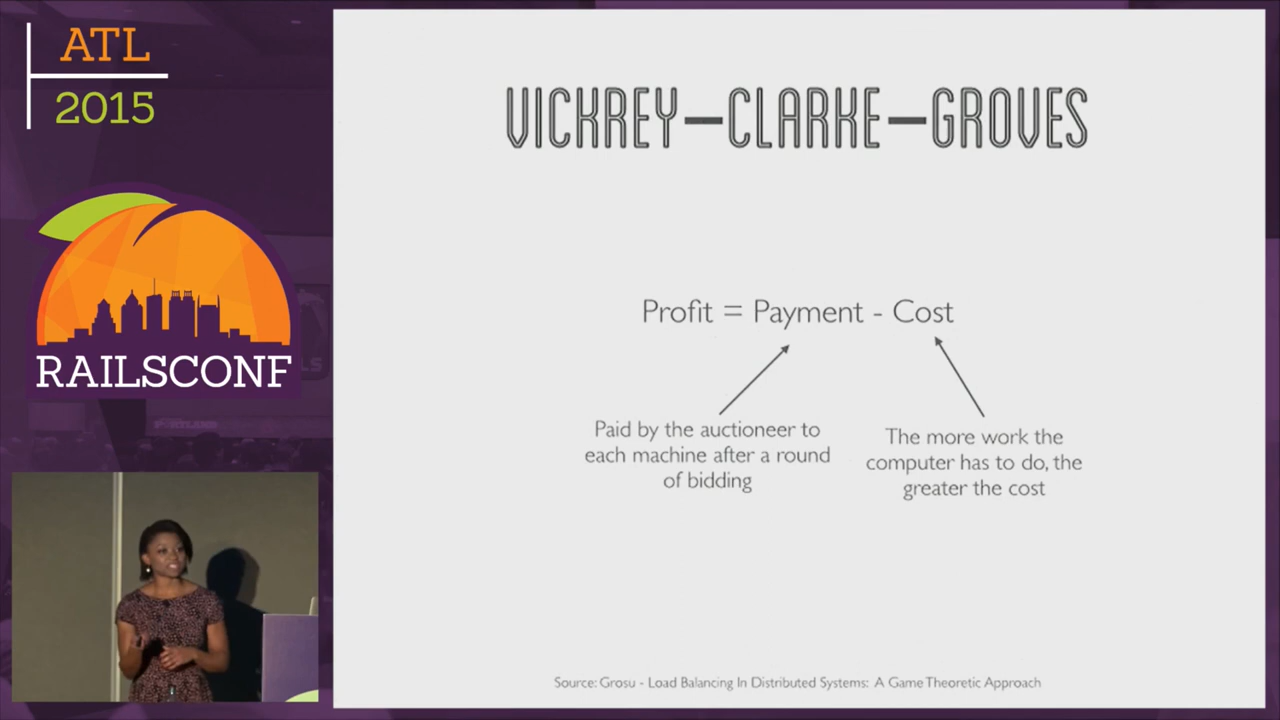 ATL
2015
RAILSCONF
VICKREY—CLARKE—GROVES
Profit = Payment - Cost
Paid by the auctioneer to
each machine after a round
of bidding
The more work the
computer has to do, the
greater the cost
Source: Grosu - Load Balancing In Distributed Systems: A Game Theoretic Approach